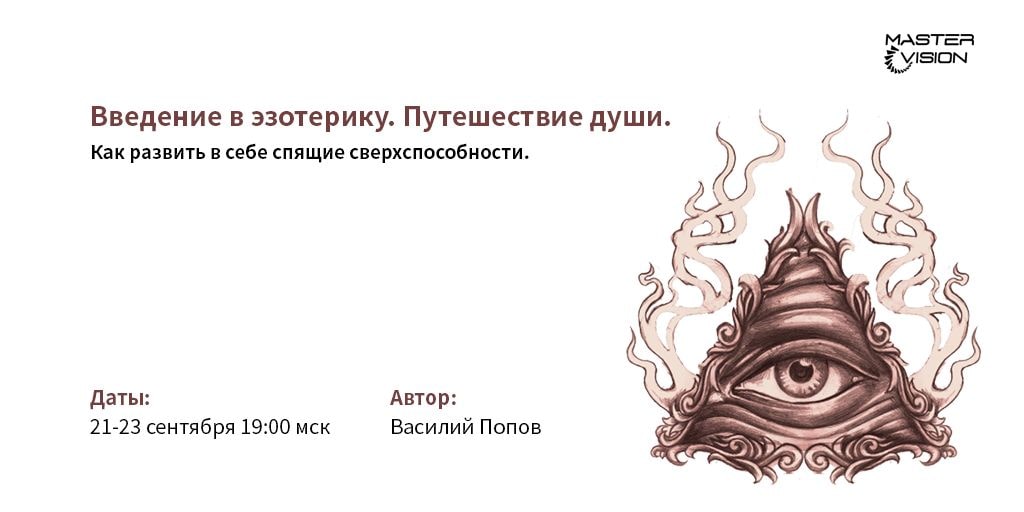 MASTER
VISION
Введение в эзотерику. Путешествие души.
Как развить в себе спящие сверхспособности.
Даты:
21-23 сентября 19:00 мск
Автор:
Василий Попов